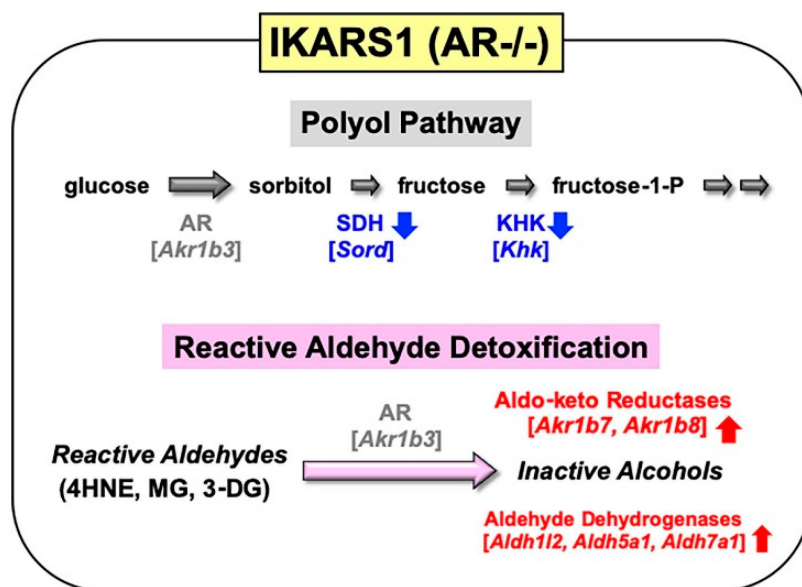 IKARS1 (AR-/-)
Polyol Pathway
glucose sorbitol fructose fructose-1-P
AR SDH KHK
[Akr1b3] [Sord] [Khk]
Reactive Aldehyde Detoxification
Aldo-keto Reductases
AR [Akr1b7, Akr1b8]
[Akr1b3]
Reactive Aldehydes Inactive Alcohols
(4HNE, MG, 3-DG)
Aldehyde Dehydrogenases
[Aldh1l2, Aldh5a1, Aldh7a1]